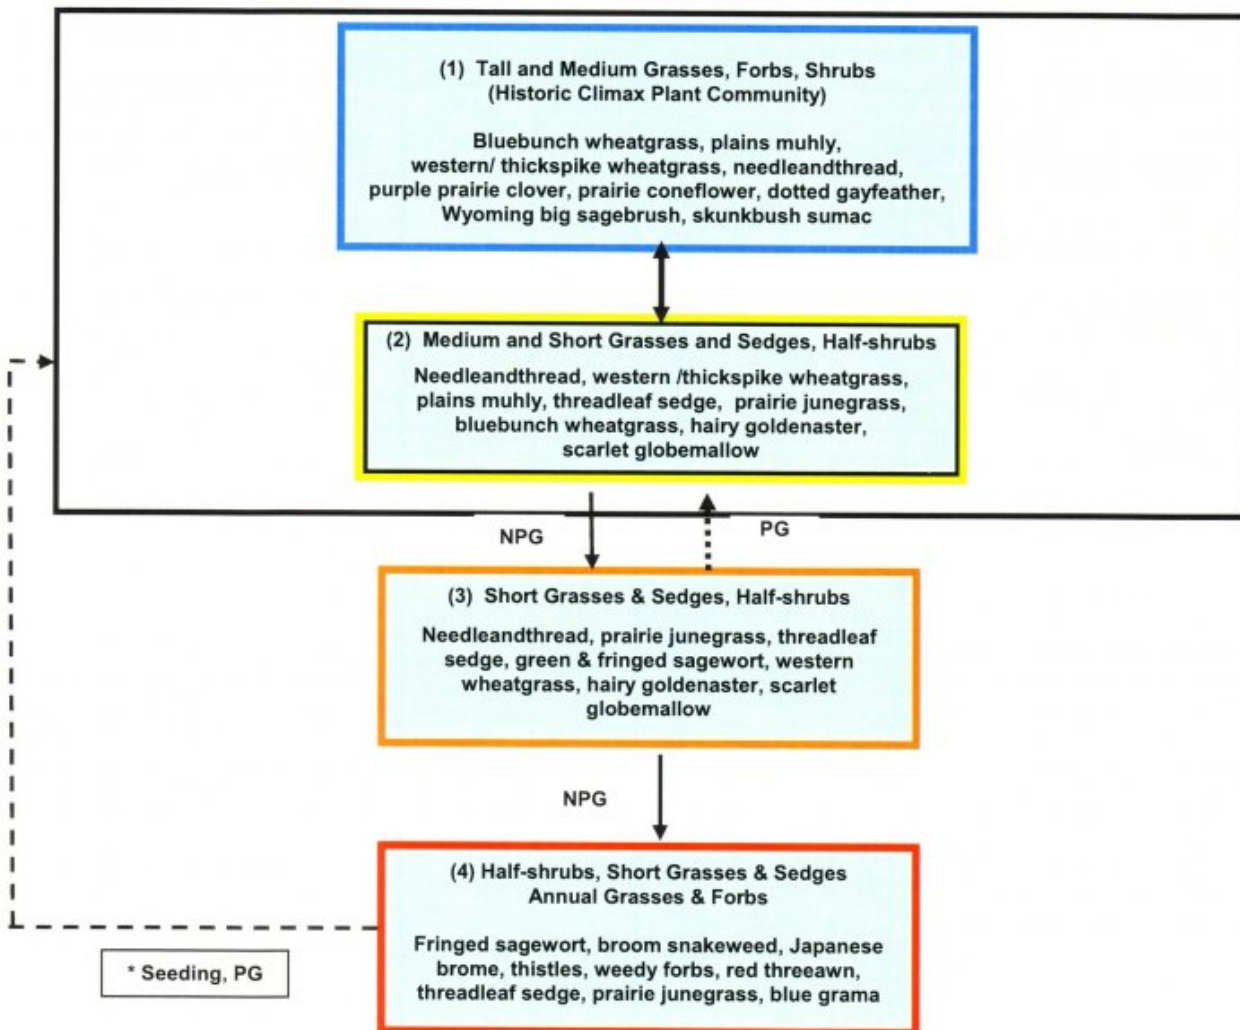 (1) Tall and Medium Grasses, Forbs, Shrubs
(Historic Climax Plant Community)
Bluebunch wheatgrass, plains muhly,
western/ thickspike wheatgrass, needleandthread,
purple prairie clover, prairie coneflower, dotted gayfeather,
Wyoming big sagebrush, skunkbush sumac
(2) Medium and Short Grasses and Sedges, Half-shrubs
Needleandthread, western /thickspike wheatgrass,
plains muhly, threadleaf sedge, prairie junegrass,
bluebunch wheatgrass, hairy goldenaster,
scarlet globemallow
NPG
PG
(3) Short Grasses & Sedges, Half-shrubs
Needleandthread, prairie junegrass, threadleaf
sedge, green & fringed sagewort, western
wheatgrass, hairy goldenaster, scarlet
globemallow
NPG
(4) Half-shrubs, Short Grasses & Sedges
Annual Grasses & Forbs
Fringed sagewort, broom snakeweed, Japanese
brome, thistles, weedy forbs, red threeawn,
threadleaf sedge, prairie junegrass, blue grama
* Seeding, PG